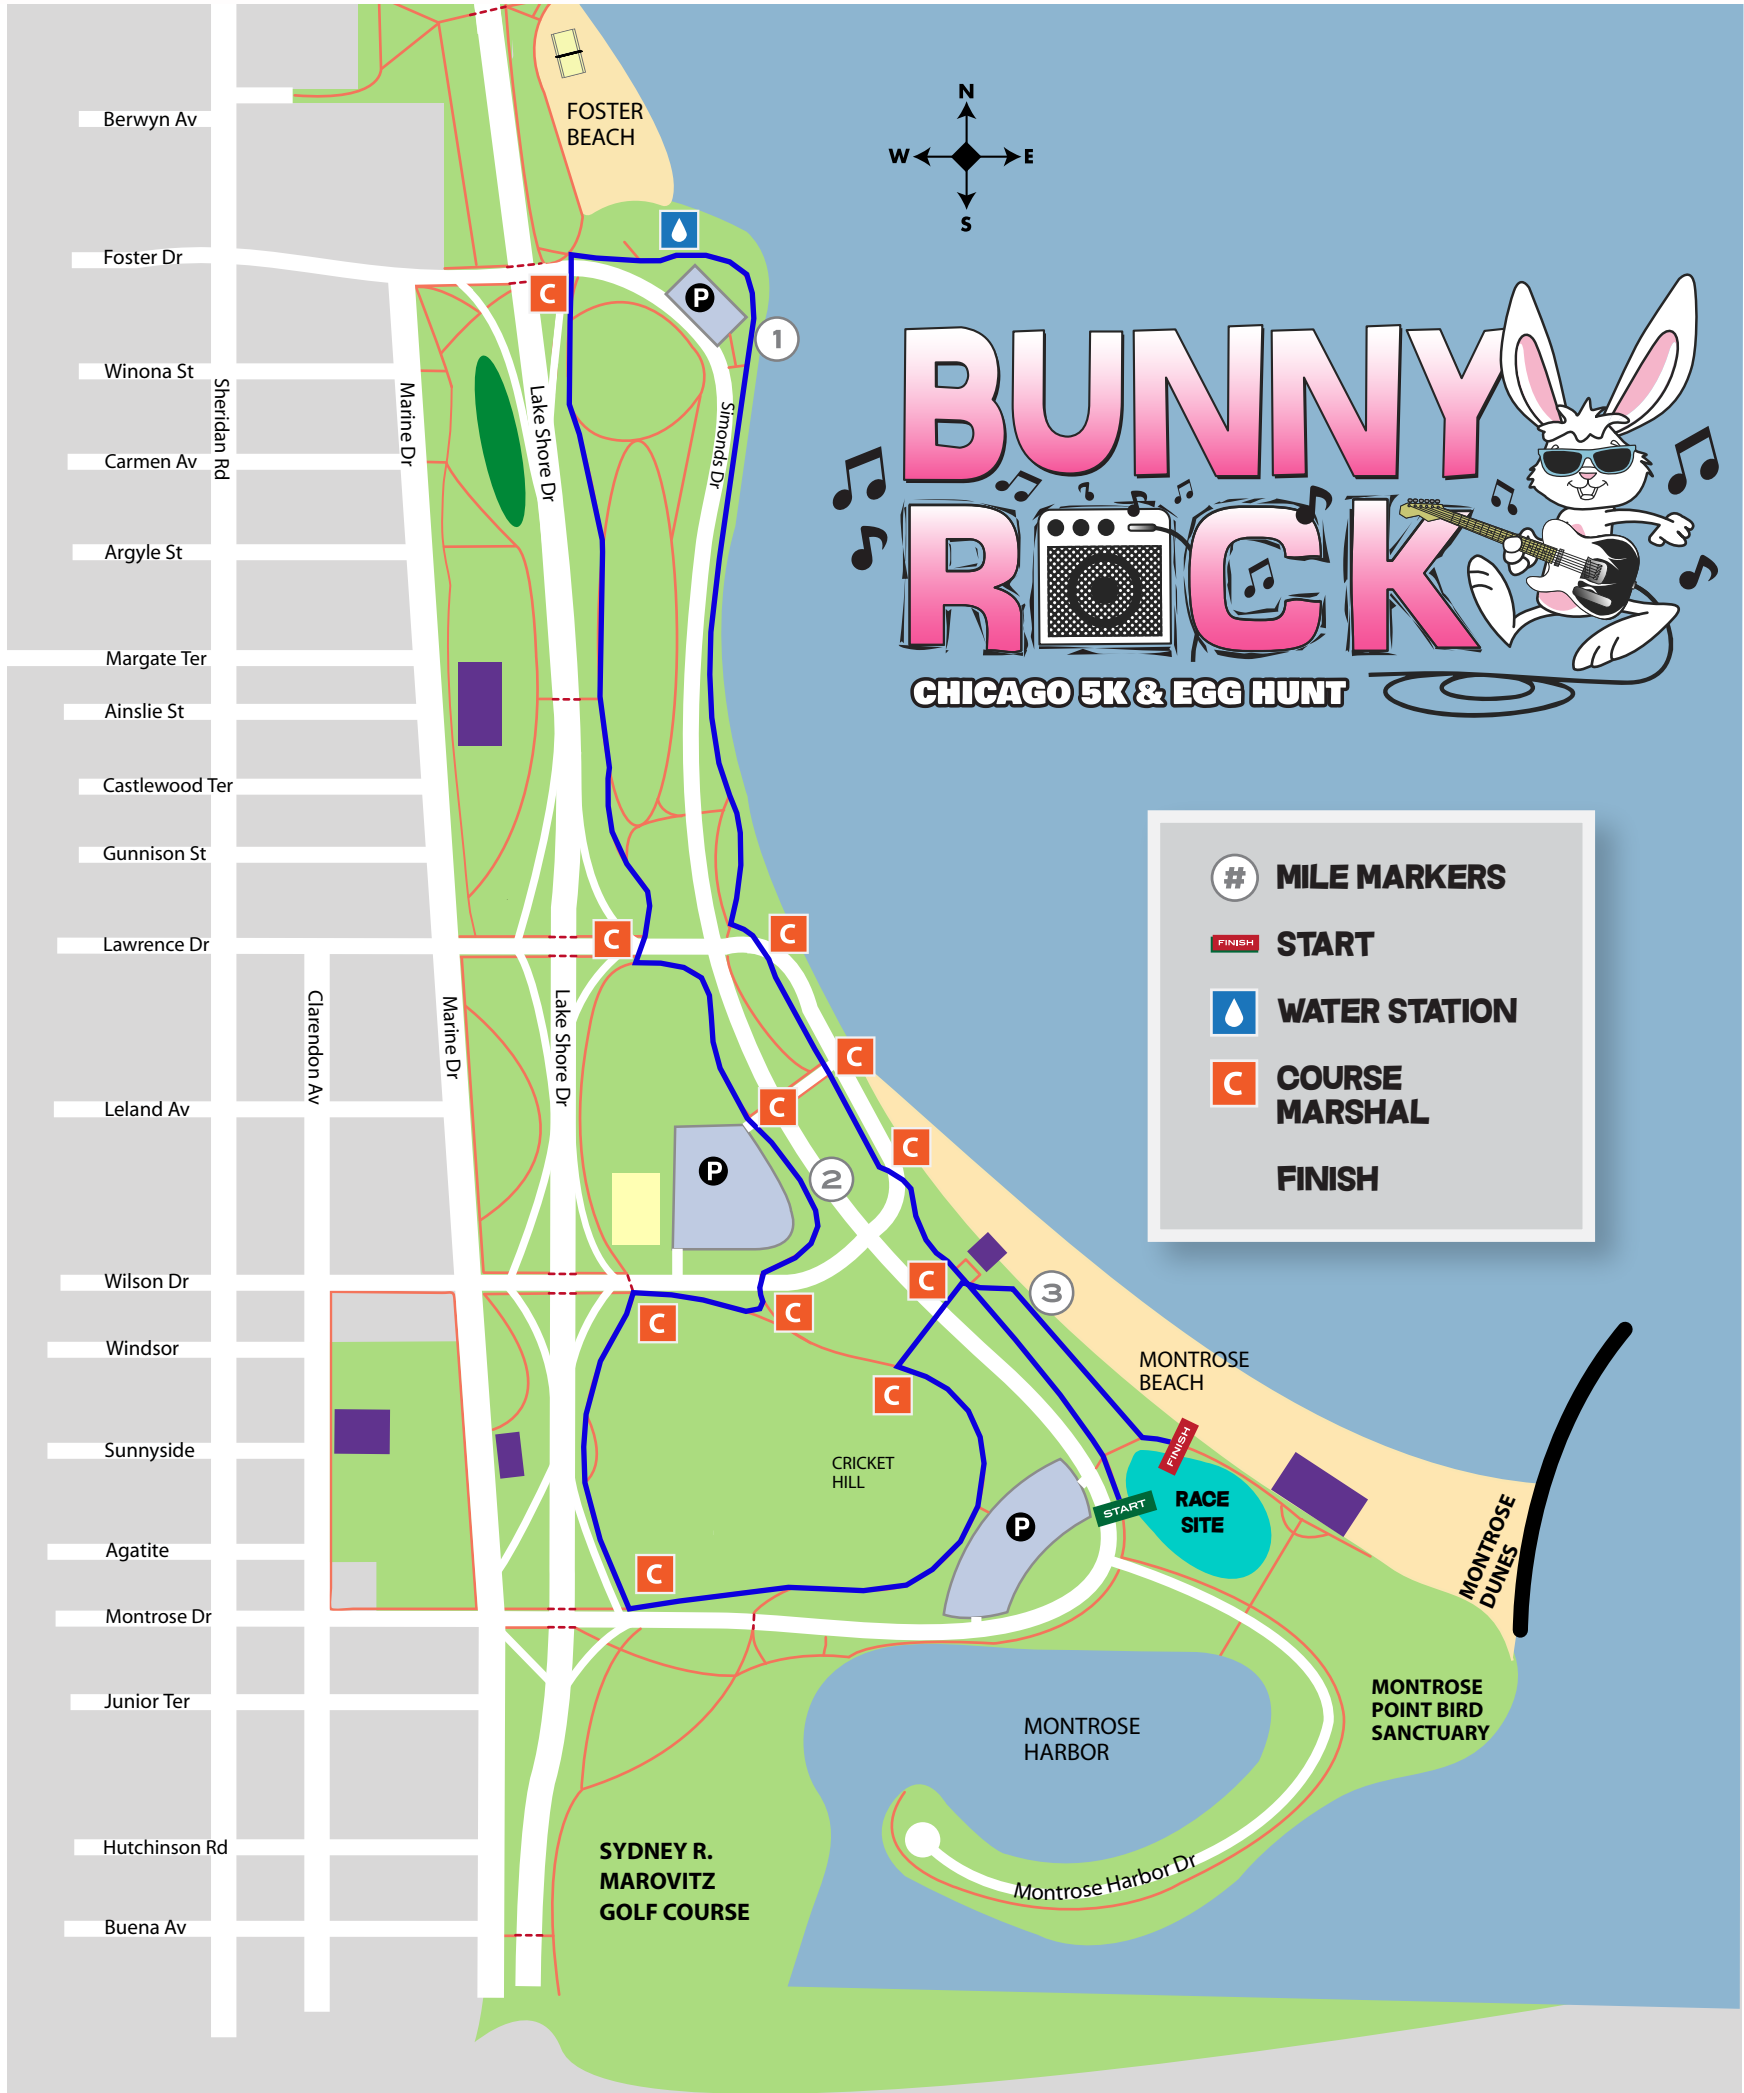 FOSTER
BEACH
N
W
E
S
Berwyn Av
Foster Dr
C
P
1
Winona St
Sheridan Rd
Marine Dr
Lake Shore Dr
Simonds Dr
Carmen Av
Argyle St
Margate Ter
Ainslie St
Castlewood Ter
Gunnison St
BUNNY
ROCK
CHICAGO 5K & EGG HUNT
# MILE MARKERS
FINISH START
WATER STATION
C COURSE
MARSHAL
FINISH
Lawrence Dr
C
C
Clarendon Av
Marine Dr
Lake Shore Dr
C
C
Leland Av
C
P
2
Wilson Dr
C
3
C
C
Windsor
MONTROSE
BEACH
C
Sunnyside
CRICKET
HILL
FINISH
START
RACE
SITE
P
MONTROSE
DUNES
Agatite
C
Montrose Dr
Junior Ter
MONTROSE
POINT BIRD
SANCTUARY
MONTROSE
HARBOR
Hutchinson Rd
SYDNEY R.
MAROVITZ
GOLF COURSE
Montrose Harbor Dr
Buena Av